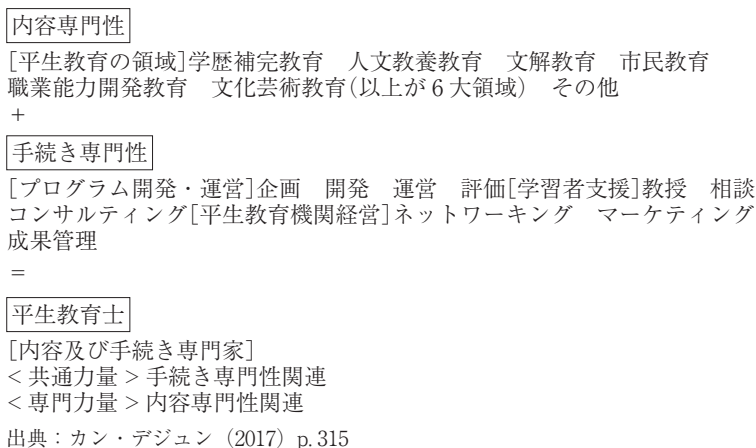 内容専門性
[平生教育の領域]学歴補完教育　人文教養教育　文解教育　市民教育
職業能力開発教育　文化芸術教育(以上が6大領域)　その他
+
手続き専門性
[プログラム開発・運営]企画　開発　運営　評価[学習者支援]教授　相談
コンサルティング[平生教育機関経営]ネットワーキング　マーケティング
成果管理
=
平生教育士
[内容及び手続き専門家]
<共通力量>手続き専門性関連
<専門力量>内容専門性関連
出典：カン・デジュン（2017）p.315